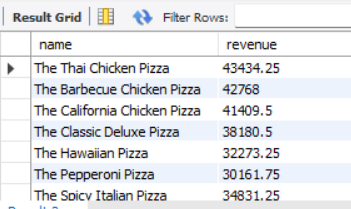 Result Grid Filter Rows:
name revenue
The Thai Chicken Pizza 43434.25
The Barbecue Chicken Pizza 42768
The California Chicken Pizza 41409.5
The Classic Deluxe Pizza 38180.5
The Hawaiian Pizza 32273.25
The Pepperoni Pizza 30161.75
The Spicy Italian Pizza 34831.25